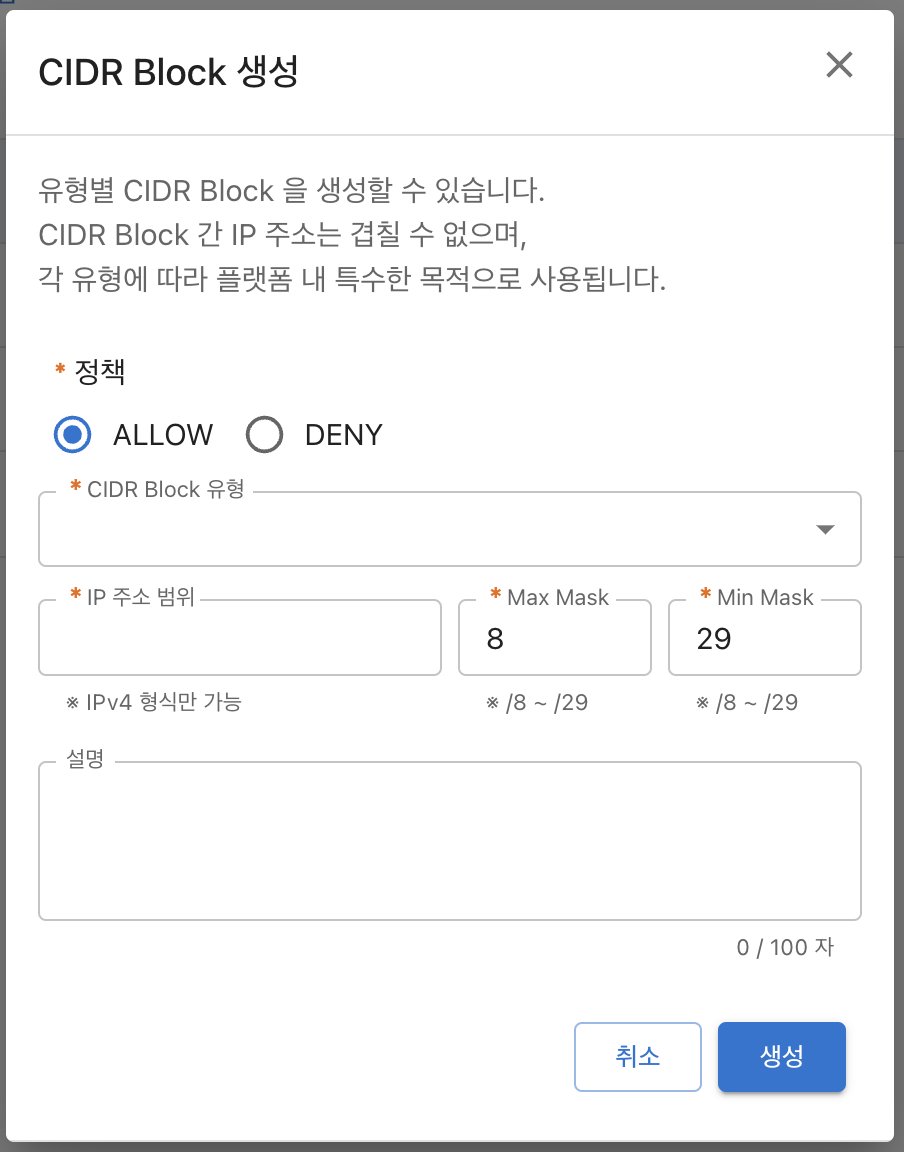 CIDR Block 생성
유형별 CIDR Block 을 생성할 수 있습니다.
CIDR Block 간 IP 주소는 겹칠 수 없으며,
각 유형에 따라 플랫폼 내 특수한 목적으로 사용됩니다.
* 정책
ALLOW DENY
* CIDR Block 유형
* IP 주소 범위 * Max Mask * Min Mask
8 29
※ IPv4 형식만 가능 ※ /8 ~ /29 ※ /8 ~ /29
설명
0 / 100 자
취소 생성